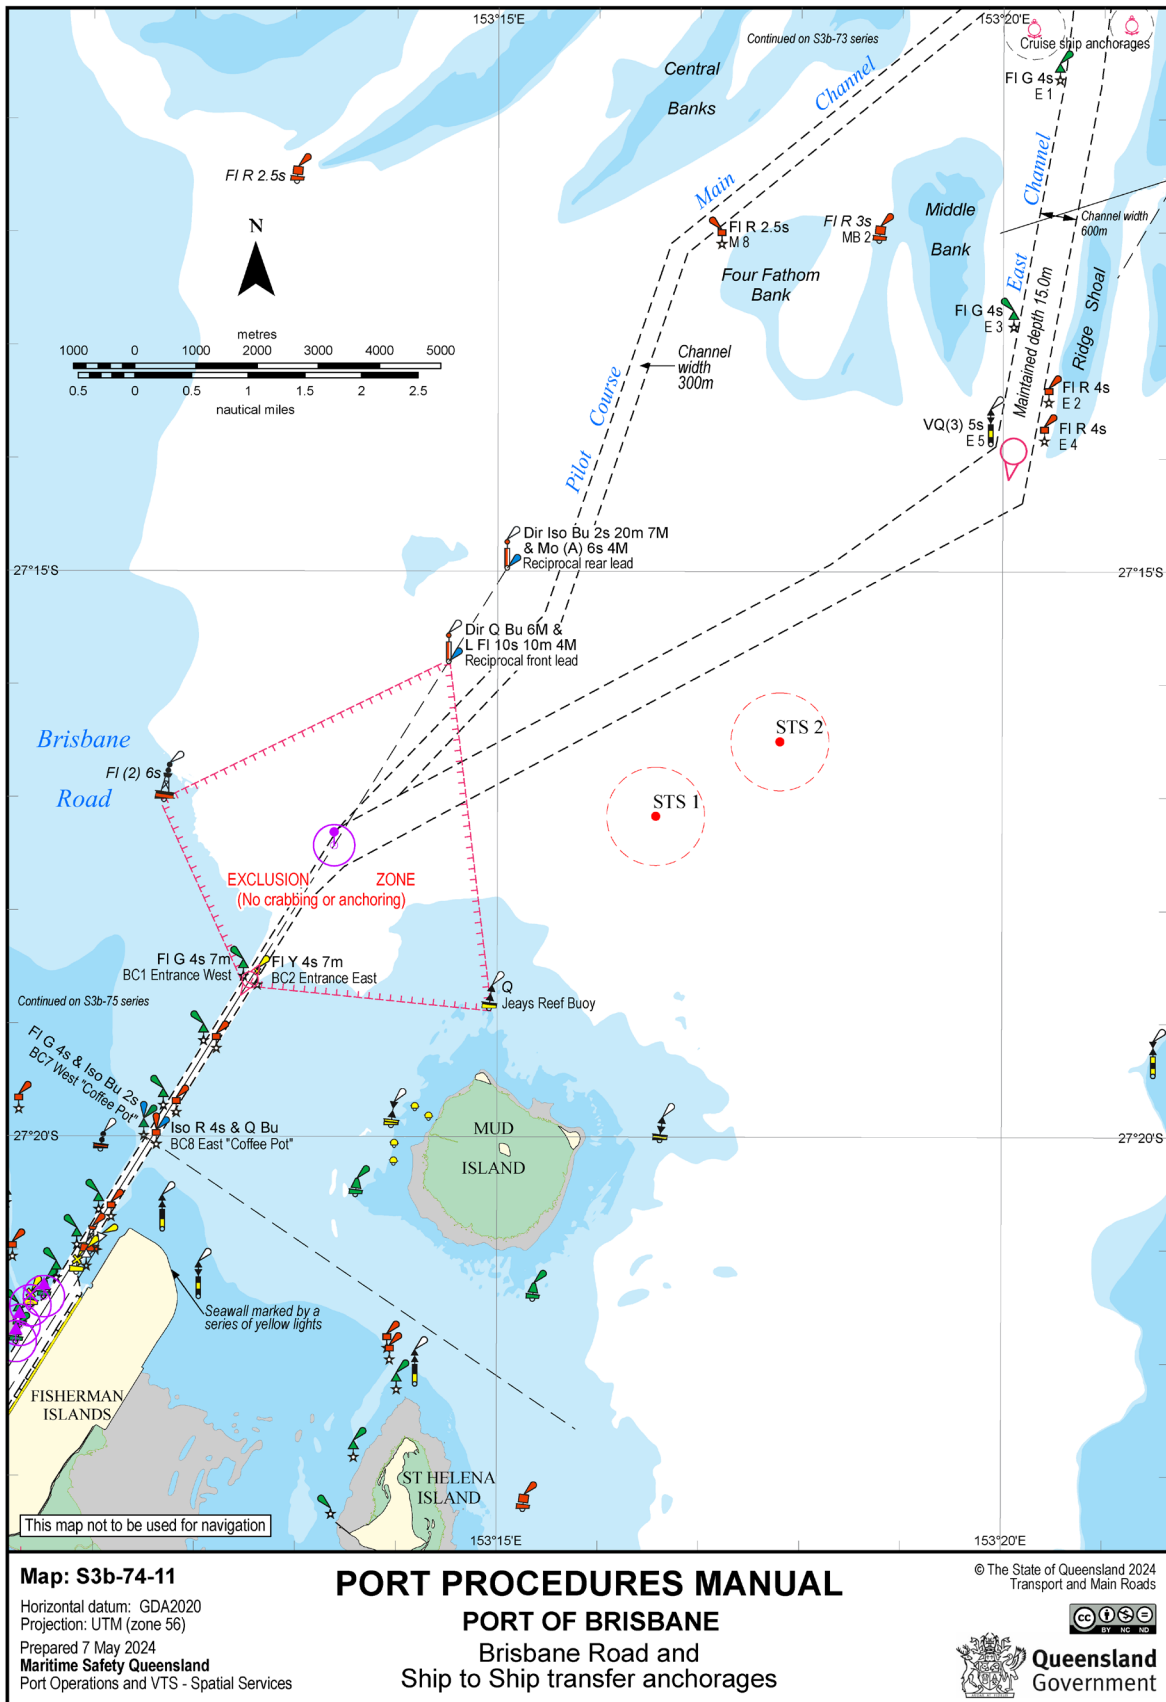 153°15'E
153°20'E
Continued on S3b-73 series
Cruise ship anchorages
Central
Banks
Main
Channel
Fl G 4s
E 1
Fl R 2.5s
N
Fl R 2.5s
M 8
Fl R 3s
MB 2
Middle
Bank
East
Channel
Channel width
600m
Four Fathom
Bank
Fl G 4s
E 3
Maintained depth 15.0m
Ridge Shoal
metres
1000 0 1000 2000 3000 4000 5000
0.5 0 0.5 1 1.5 2 2.5
nautical miles
Channel
width
300m
Pilot
Course
Fl R 4s
E 2
VQ(3) 5s
E 5
Fl R 4s
E 4
Dir Iso Bu 2s 20m 7M
& Mo (A) 6s 4M
Reciprocal rear lead
27°15'S
27°15'S
Dir Q Bu 6M &
L Fl 10s 10m 4M
Reciprocal front lead
Brisbane
Road
Fl (2) 6s
STS 2
STS 1
EXCLUSION ZONE
(No crabbing or anchoring)
Fl G 4s 7m
BC1 Entrance West
Fl Y 4s 7m
BC2 Entrance East
Q
Jeays Reef Buoy
Continued on S3b-75 series
Fl G 4s & Iso Bu 2s
BC7 West "Coffee Pot"
Iso R 4s & Q Bu
BC8 East "Coffee Pot"
27°20'S
27°20'S
MUD
ISLAND
Seawall marked by a
series of yellow lights
FISHERMAN
ISLANDS
ST HELENA
ISLAND
This map not to be used for navigation
153°15'E
153°20'E
Map: S3b-74-11
Horizontal datum: GDA2020
Projection: UTM (zone 56)
Prepared 7 May 2024
Maritime Safety Queensland
Port Operations and VTS - Spatial Services
PORT PROCEDURES MANUAL
PORT OF BRISBANE
Brisbane Road and
Ship to Ship transfer anchorages
© The State of Queensland 2024
Transport and Main Roads
cc
BY NC ND
Queensland
Government